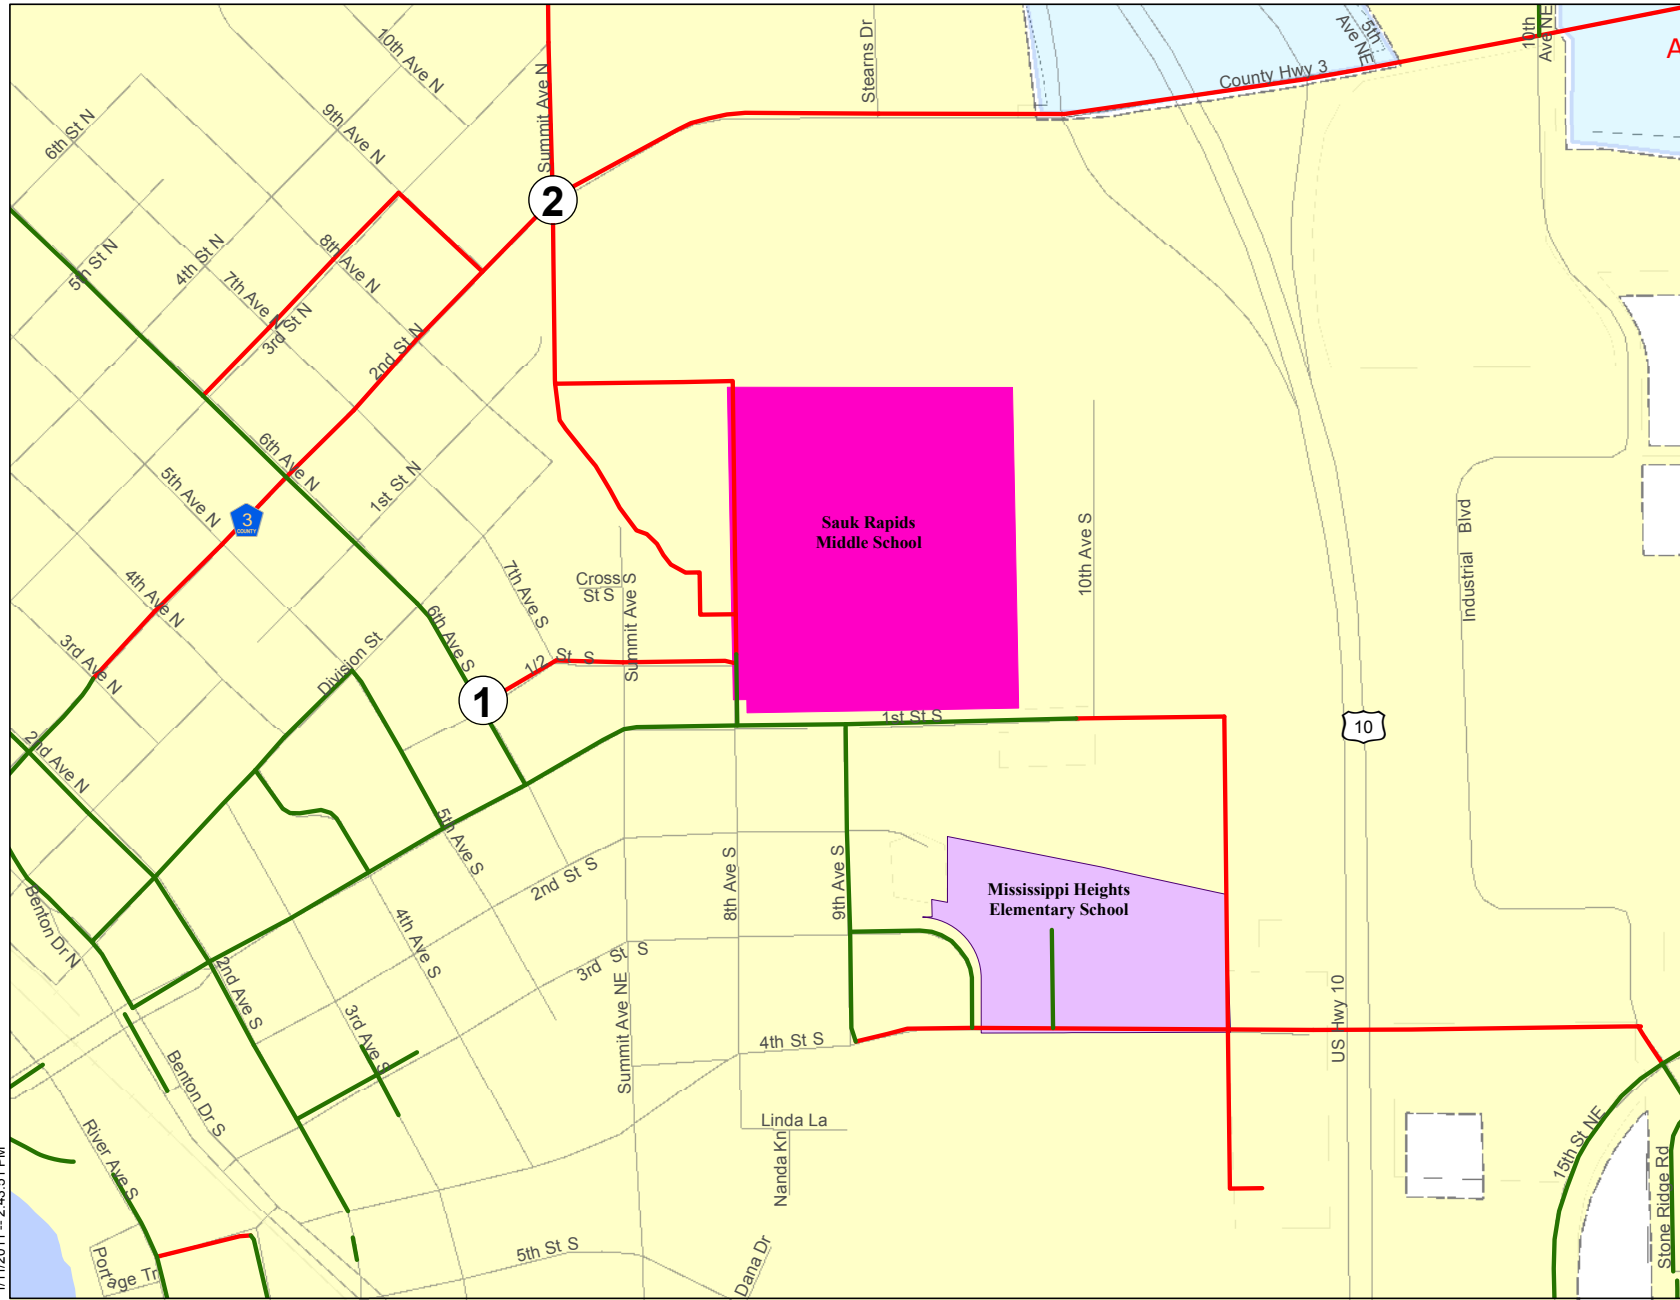 10th Ave N
Summit Ave N
Stearns Dr
5th
Ave NE
County Hwy 3
10th
Ave NE
A
6th St N
9th Ave N
2
5th St N
4th St N
8th Ave N
7th Ave N
3rd St N
2nd St N
6th Ave N
5th Ave N
1st St N
3
COUNTY
Sauk Rapids
Middle School
10th Ave S
Industrial Blvd
4th Ave N
7th Ave S
Cross
St S
Summit Ave S
3rd Ave N
Division St
6th Ave S
1/2 St S
1
1st St S
10
2nd Ave N
5th Ave S
2nd St S
8th Ave S
9th Ave S
Mississippi Heights
Elementary School
Benton Dr N
4th Ave S
3rd St S
2nd Ave S
Summit Ave NE
US Hwy 10
3rd Ave S
4th St S
Benton Dr S
Linda La
Nanda Kn
River Ave S
15th St NE
Stone Ridge Rd
5th St S
Dana Dr
Portage Tr